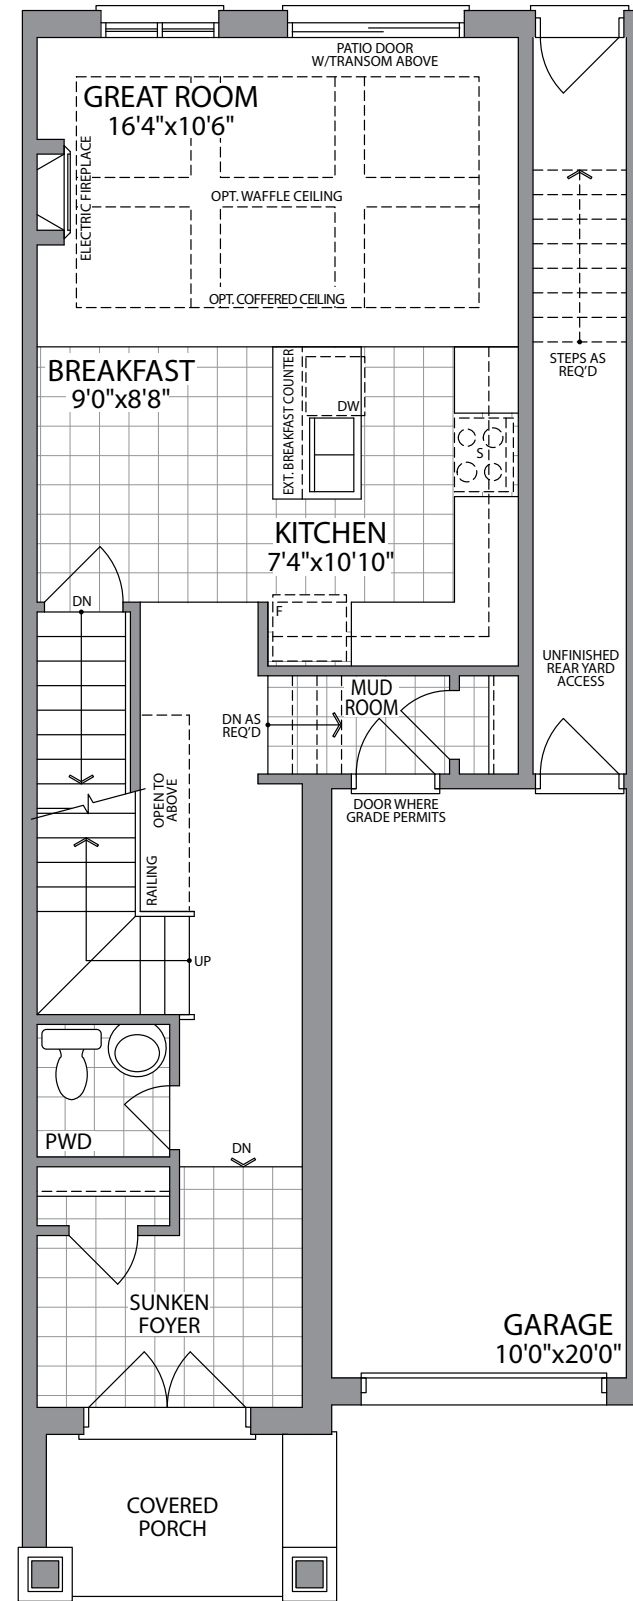 PATIO DOOR
W/TRANSOM ABOVE
GREAT ROOM
16'4"x10'6"
ELECTRIC FIREPLACE
OPT. WAFFLE CEILING
OPT. COFFERED CEILING
STEPS AS
REQ'D
BREAKFAST
9'0"x8'8"
EXT. BREAKFAST COUNTER
DW
S
KITCHEN
7'4"x10'10"
F
DN
UNFINISHED
REAR YARD
ACCESS
MUD
ROOM
DN AS
REQ'D
DOOR WHERE
GRADE PERMITS
OPEN TO
ABOVE
RAILING
UP
PWD
DN
SUNKEN
FOYER
GARAGE
10'0"x20'0"
COVERED
PORCH